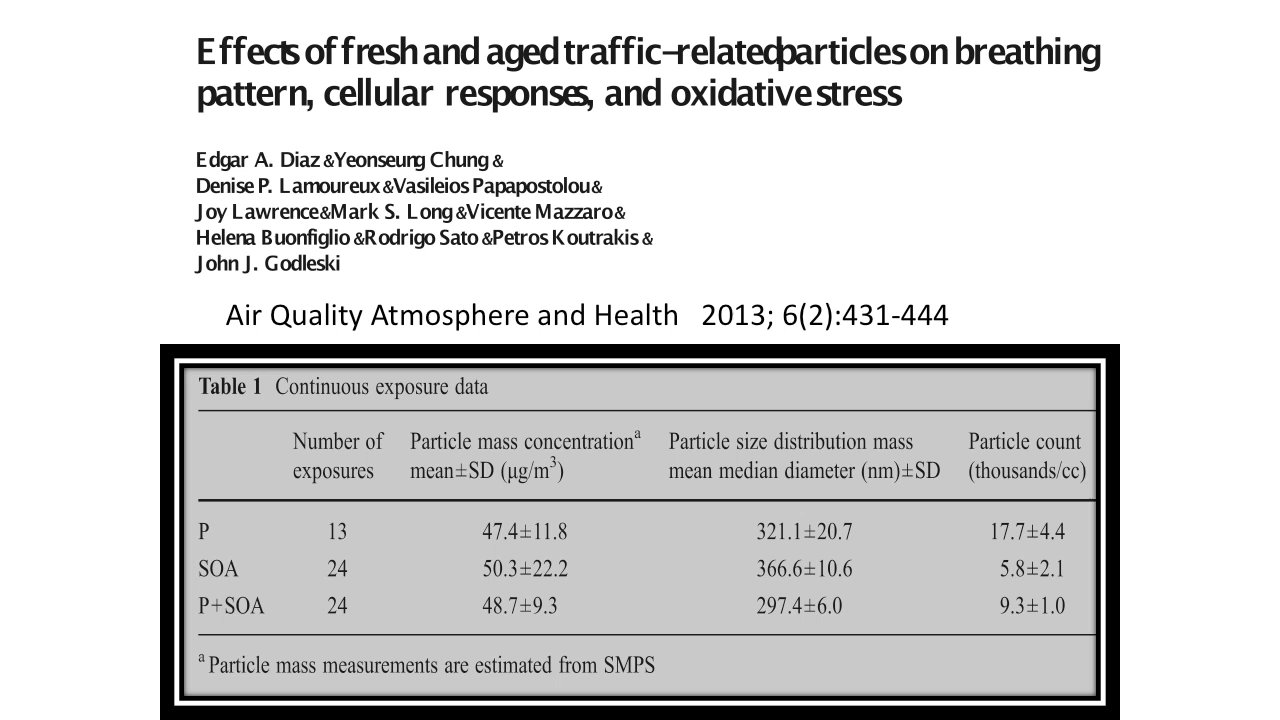 Effects of fresh and aged traffic-related particles on breathing
pattern, cellular responses, and oxidative stress
Edgar A. Diaz & Yeonseung Chung &
Denise P. Lamoureux & Vasileios Papapostolou &
Joy Lawrence & Mark S. Long & Vicente Mazzaro &
Helena Buonfiglio & Rodrigo Sato & Petros Koutrakis &
John J. Godleski
Air Quality Atmosphere and Health 2013; 6(2):431-444
Table 1 Continuous exposure data
Number of Particle mass concentrationᵃ Particle size distribution mass Particle count
exposures mean±SD (μg/m³) mean median diameter (nm)±SD (thousands/cc)
P 13 47.4±11.8 321.1±20.7 17.7±4.4
SOA 24 50.3±22.2 366.6±10.6 5.8±2.1
P+SOA 24 48.7±9.3 297.4±6.0 9.3±1.0
ᵃ Particle mass measurements are estimated from SMPS